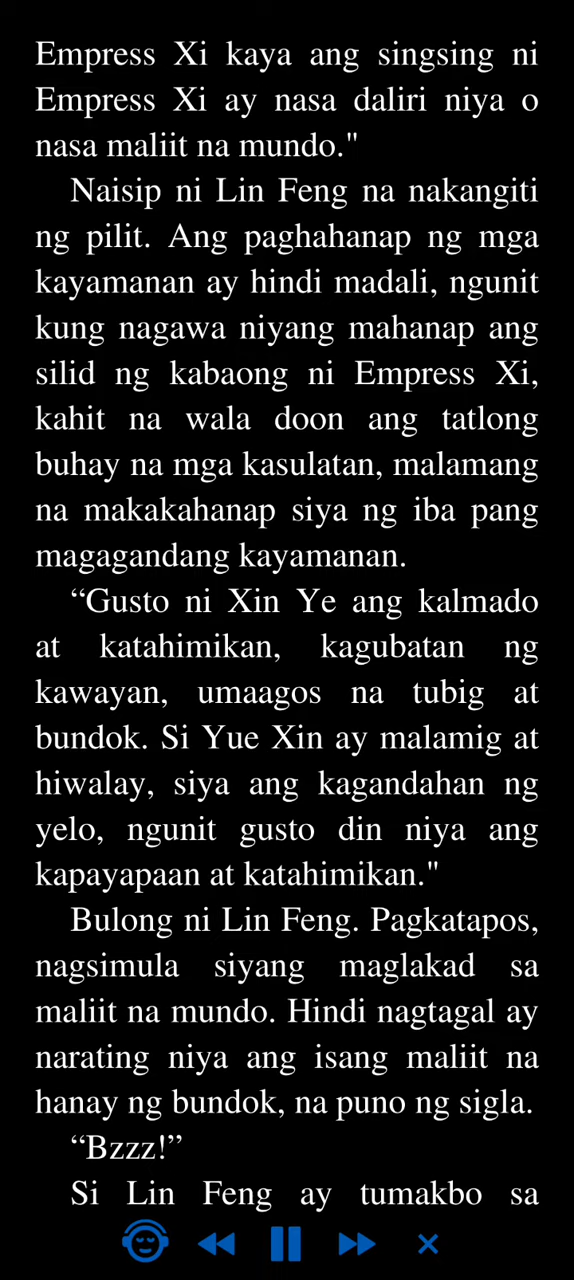 Empress Xi kaya ang singsing ni
Empress Xi ay nasa daliri niya o
nasa maliit na mundo."
Naisip ni Lin Feng na nakangiti
ng pilit. Ang paghahanap ng mga
kayamanan ay hindi madali, ngunit
kung nagawa niyang mahanap ang
silid ng kabaong ni Empress Xi,
kahit na wala doon ang tatlong
buhay na mga kasulatan, malamang
na makakahanap siya ng iba pang
magagandang kayamanan.
“Gusto ni Xin Ye ang kalmado
at katahimikan, kagubatan ng
kawayan, umaagos na tubig at
bundok. Si Yue Xin ay malamig at
hiwalay, siya ang kagandahan ng
yelo, ngunit gusto din niya ang
kapayapaan at katahimikan."
Bulong ni Lin Feng. Pagkatapos,
nagsimula siyang maglakad sa
maliit na mundo. Hindi nagtagal ay
narating niya ang isang maliit na
hanay ng bundok, na puno ng sigla.
“Bzzz!”
Si Lin Feng ay tumakbo sa